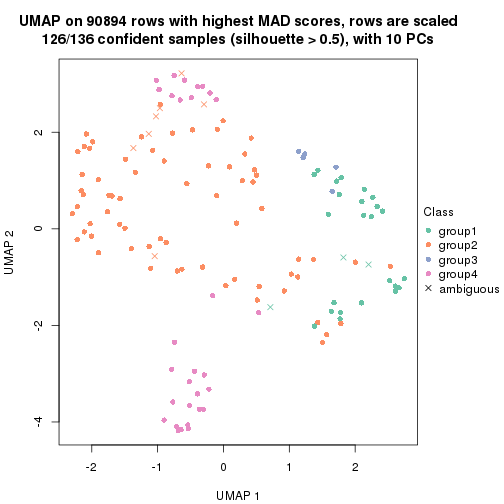 UMAP on 90894 rows with highest MAD scores, rows are scaled
126/136 confident samples (silhouette > 0.5), with 10 PCs
2
0
-2
-4
UMAP 2
-2
-1
0
1
2
UMAP 1
Class
group1
group2
group3
group4
ambiguous